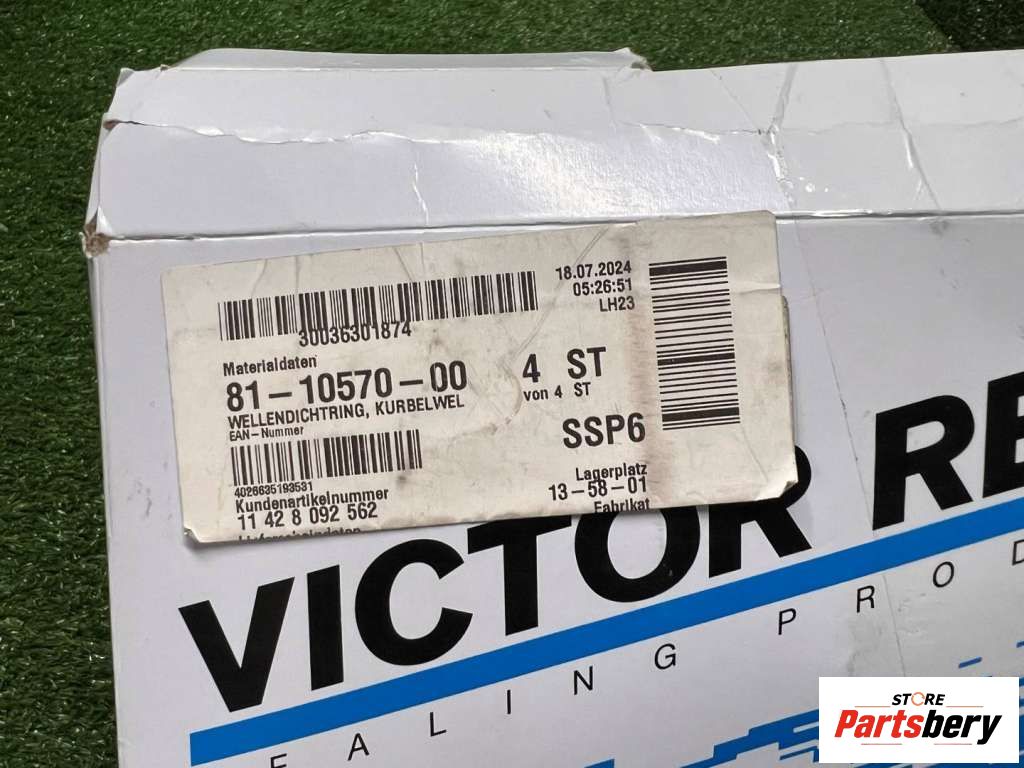 30036301874
18.07.2024
05:26:51
LH23
Materialdaten
81-10570-00
4 ST
WELLENDICHTRING, KURBELWEL
von 4 ST
EAN-Nummer
SSP6
4026635193531
Kundenartikelnummer
Lagerplatz
11 42 8 092 562
13-58-01
Fabrikat
VICTOR RE
EALING PROD
STORE
Partsbery